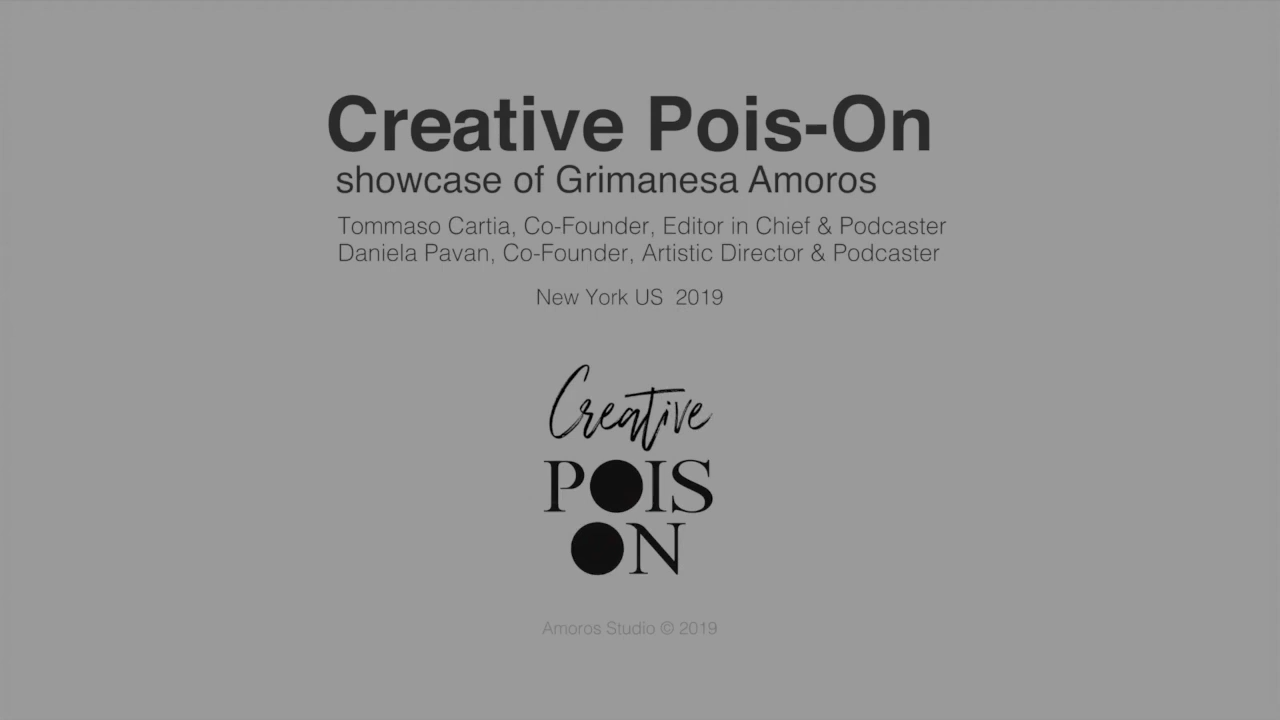 Creative Pois-On
showcase of Grimanesa Amoros
Tommaso Cartia, Co-Founder, Editor in Chief & Podcaster
Daniela Pavan, Co-Founder, Artistic Director & Podcaster
New York US 2019
Creative
POIS
ON
Amoros Studio © 2019